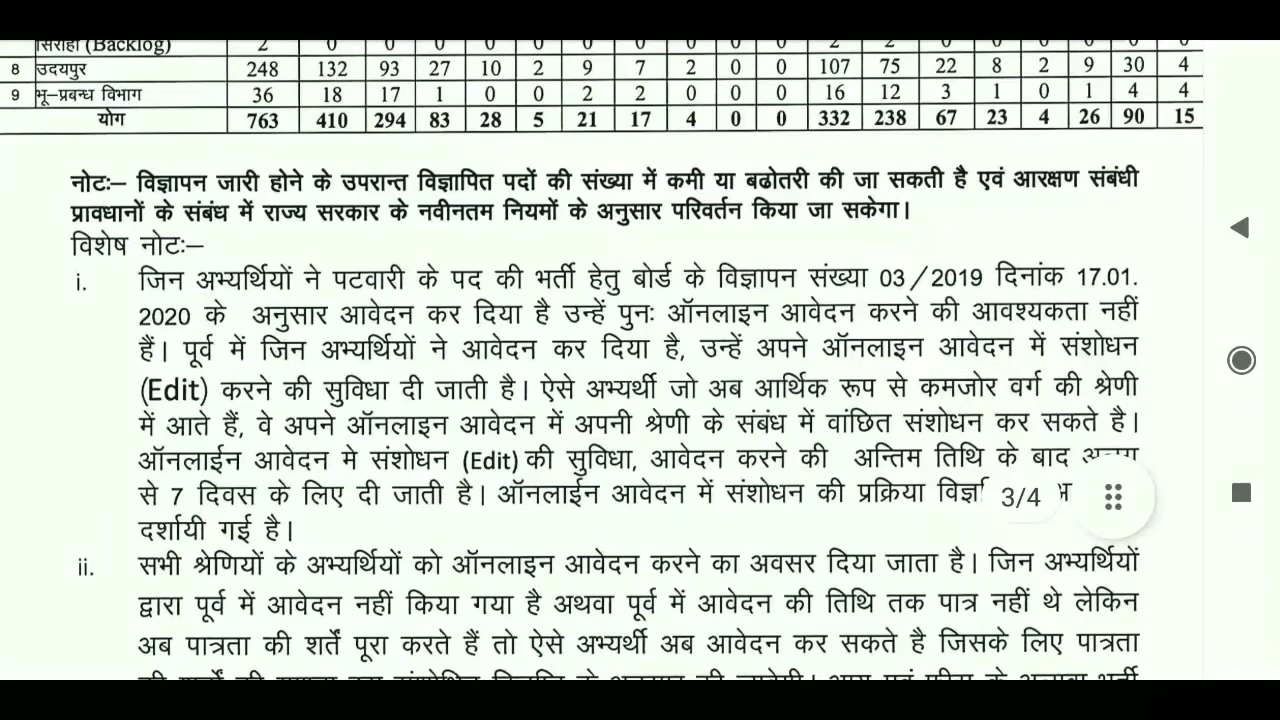 सिरोही (Backlog) 2 0 0 0 0 0 0 0 0 0 0 2 2 0 0 0 0 0 0
8 उदयपुर 248 132 93 27 10 2 9 7 2 0 0 107 75 22 8 2 9 30 4
9 भू–प्रबन्ध विभाग 36 18 17 1 0 0 2 2 0 0 0 16 12 3 1 0 1 4 4
योग 763 410 294 83 28 5 21 17 4 0 0 332 238 67 23 4 26 90 15
नोटः– विज्ञापन जारी होने के उपरान्त विज्ञापित पदों की संख्या में कमी या बढोतरी की जा सकती है एवं आरक्षण संबंधी
प्रावधानों के संबंध में राज्य सरकार के नवीनतम नियमों के अनुसार परिवर्तन किया जा सकेगा।
विशेष नोटः–
i. जिन अभ्यर्थियों ने पटवारी के पद की भर्ती हेतु बोर्ड के विज्ञापन संख्या 03/2019 दिनांक 17.01.
2020 के अनुसार आवेदन कर दिया है उन्हें पुनः ऑनलाइन आवेदन करने की आवश्यकता नहीं
हैं। पूर्व में जिन अभ्यर्थियों ने आवेदन कर दिया है, उन्हें अपने ऑनलाइन आवेदन में संशोधन
(Edit) करने की सुविधा दी जाती है। ऐसे अभ्यर्थी जो अब आर्थिक रूप से कमजोर वर्ग की श्रेणी
में आते हैं, वे अपने ऑनलाइन आवेदन में अपनी श्रेणी के संबंध में वांछित संशोधन कर सकते है।
ऑनलाईन आवेदन मे संशोधन (Edit) की सुविधा, आवेदन करने की अन्तिम तिथि के बाद
से 7 दिवस के लिए दी जाती है। ऑनलाईन आवेदन में संशोधन की प्रक्रिया
3/4
दर्शायी गई है।
ii. सभी श्रेणियों के अभ्यर्थियों को ऑनलाइन आवेदन करने का अवसर दिया जाता है। जिन अभ्यर्थियों
द्वारा पूर्व में आवेदन नहीं किया गया है अथवा पूर्व में आवेदन की तिथि तक पात्र नहीं थे लेकिन
अब पात्रता की शर्तें पूरा करते हैं तो ऐसे अभ्यर्थी अब आवेदन कर सकते है जिसके लिए पात्रता